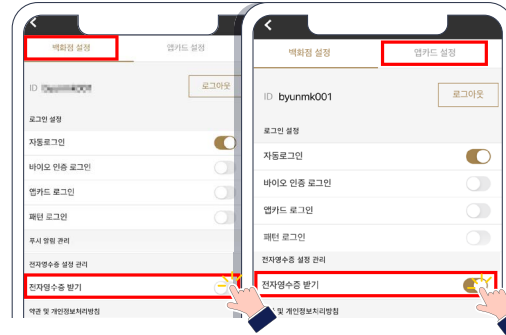 백화점 설정
앱카드 설정
ID
로그아웃
로그인 설정
자동로그인
바이오 인증 로그인
앱카드 로그인
패턴 로그인
푸시 알림 관리
전자영수증 설정 관리
전자영수증 받기
약관 및 개인정보처리방침
백화점 설정
앱카드 설정
ID byunmk001
로그아웃
로그인 설정
자동로그인
바이오 인증 로그인
앱카드 로그인
패턴 로그인
전자영수증 설정 관리
전자영수증 받기
및 개인정보처리방침